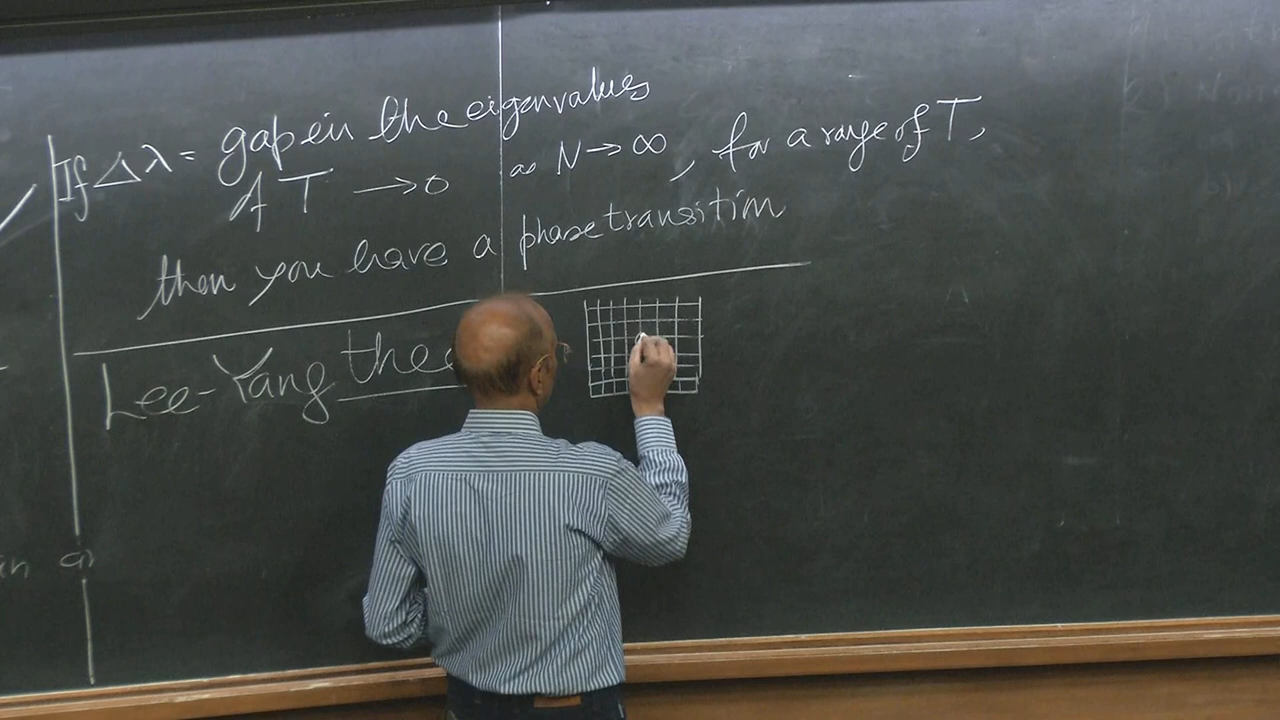 If Δλ = gap in the eigenvalues
of T → 0 as N → ∞, for a range of T,
then you have a phase transition
Lee-Yang
in a